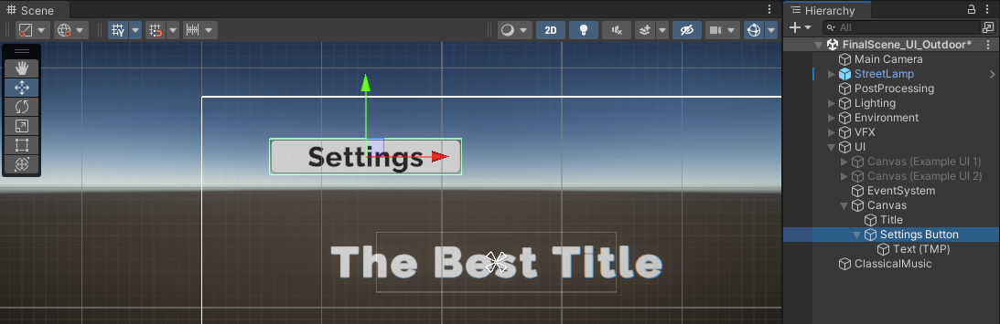 Scene
2D
Settings
The Best Title
Hierarchy
All
FinalScene_UI_Outdoor*
Main Camera
StreetLamp
PostProcessing
Lighting
Environment
VFX
UI
Canvas (Example UI 1)
Canvas (Example UI 2)
EventSystem
Canvas
Title
Settings Button
Text (TMP)
ClassicalMusic